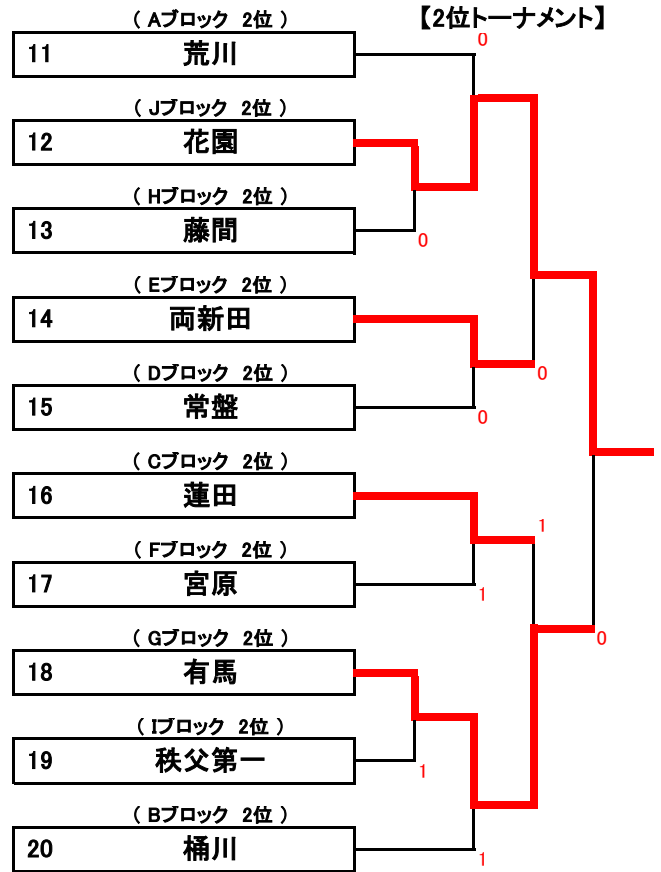 【2位トーナメント】
( Aブロック 2位 )
11 荒川
0
( Jブロック 2位 )
12 花園
( Hブロック 2位 )
13 藤間
0
( Eブロック 2位 )
14 両新田
0
( Dブロック 2位 )
15 常盤
0
( Cブロック 2位 )
16 蓮田
1
( Fブロック 2位 )
17 宮原
1
( Gブロック 2位 )
18 有馬
0
( Iブロック 2位 )
19 秩父第一
1
( Bブロック 2位 )
20 桶川
1